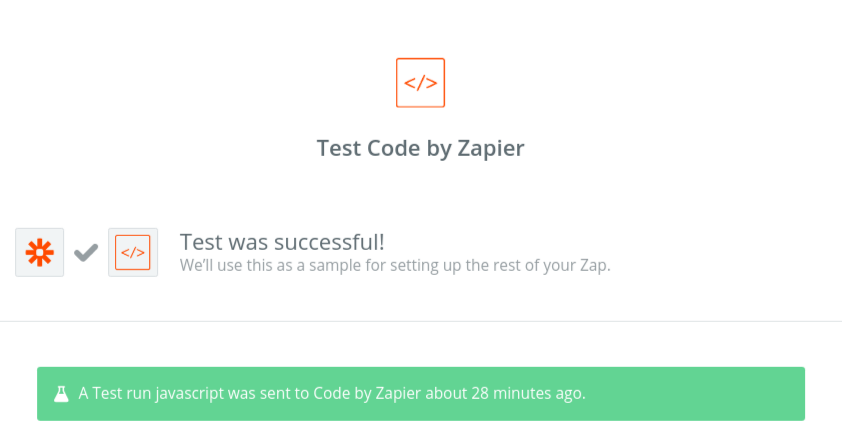 </>
Test Code by Zapier
</>
Test was successful!
We'll use this as a sample for setting up the rest of your Zap.
A Test run javascript was sent to Code by Zapier about 28 minutes ago.